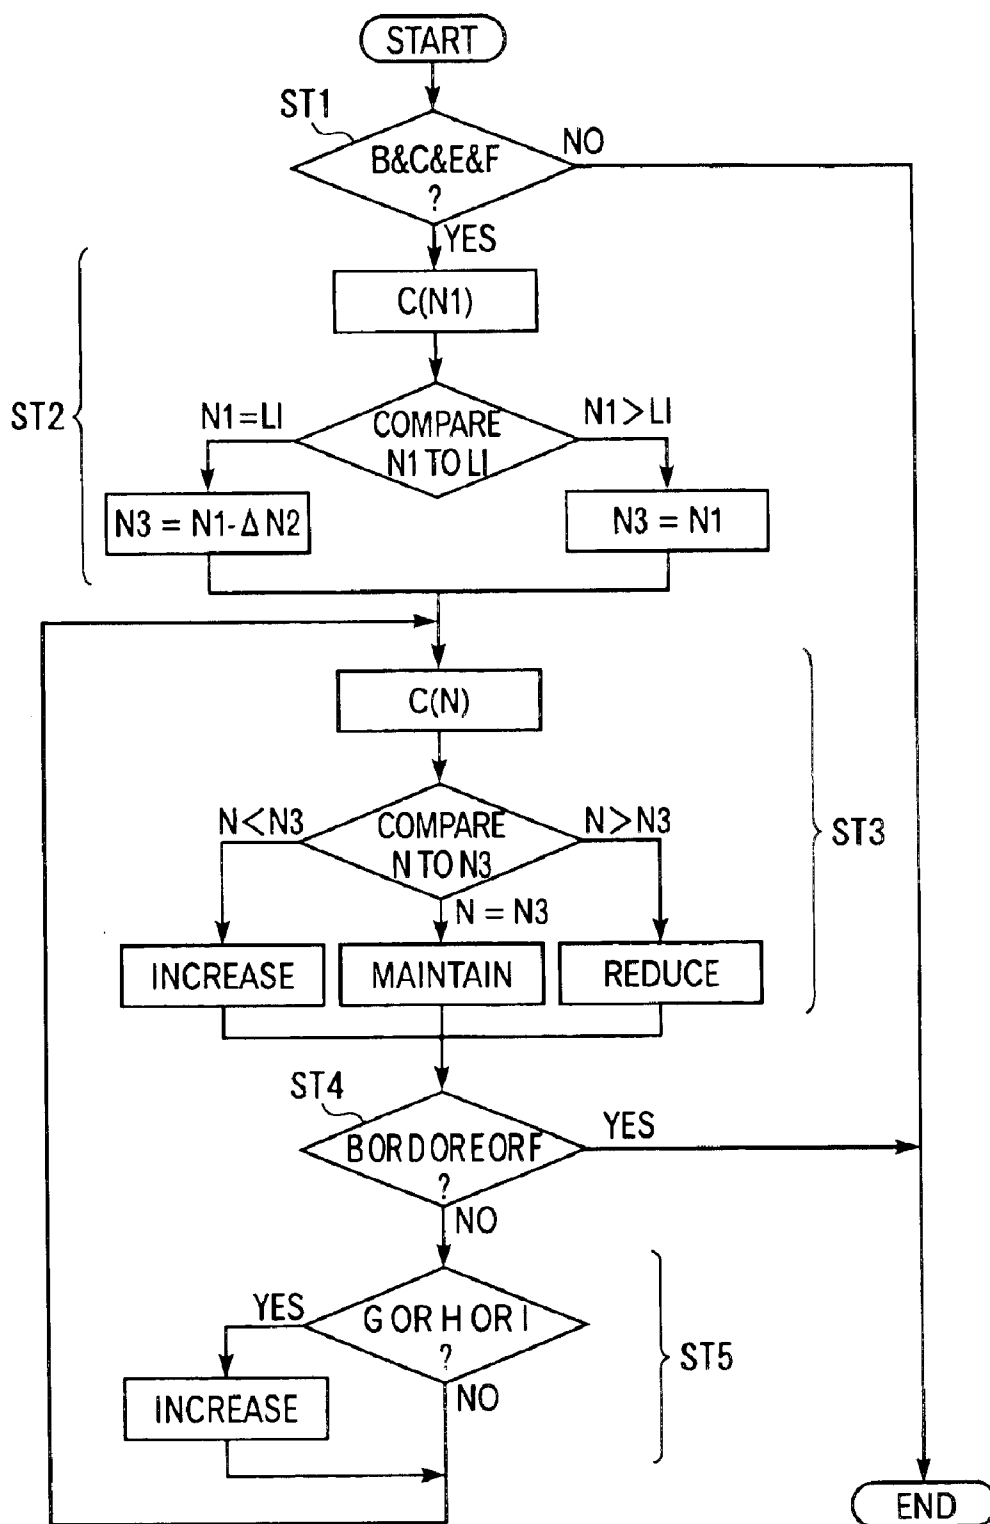 START
ST1
B&C&E&F
?
NO
YES
C(N1)
ST2
N1=LI
N1>LI
COMPARE
N1 TO LI
N3 = N1-ΔN2
N3 = N1
C(N)
N<N3
N>N3
COMPARE
N TO N3
ST3
N = N3
INCREASE
MAINTAIN
REDUCE
ST4
B OR D OR E OR F
?
YES
NO
YES
G OR H OR I
?
ST5
NO
INCREASE
END